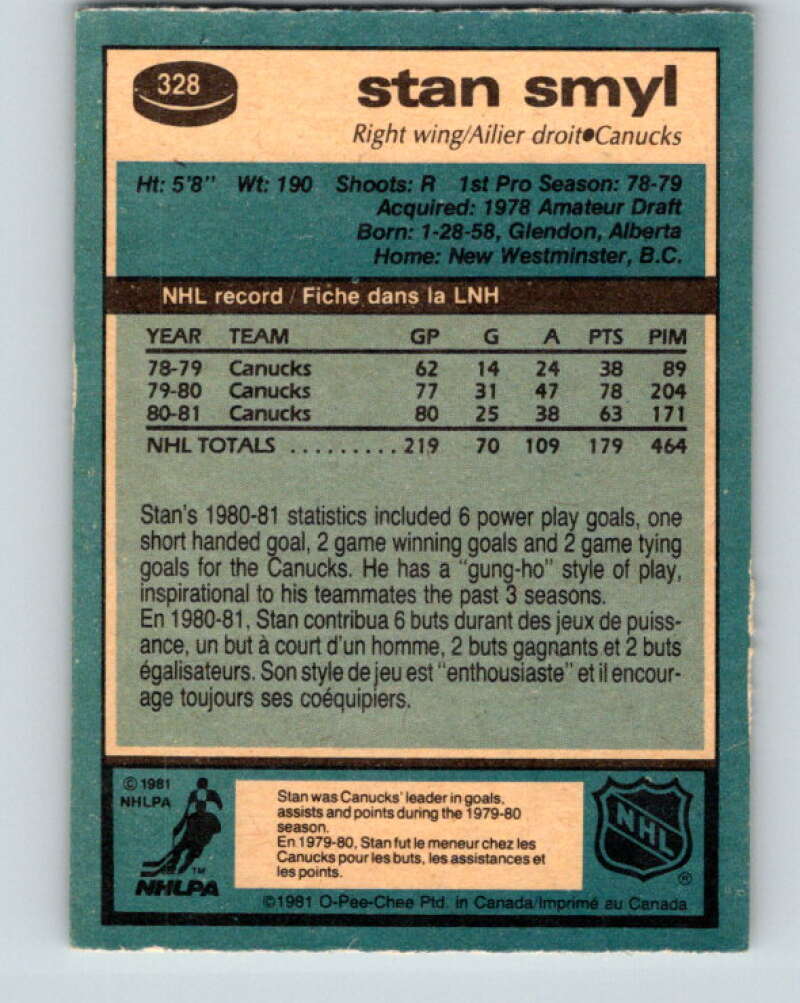 328
stan smyl
Right wing/Ailier droit●Canucks
Ht: 5'8" Wt: 190 Shoots: R 1st Pro Season: 78-79
Acquired: 1978 Amateur Draft
Born: 1-28-58, Glendon, Alberta
Home: New Westminster, B.C.
NHL record / Fiche dans la LNH
YEAR TEAM GP G A PTS PIM
78-79 Canucks 62 14 24 38 89
79-80 Canucks 77 31 47 78 204
80-81 Canucks 80 25 38 63 171
NHL TOTALS .......... 219 70 109 179 464
Stan's 1980-81 statistics included 6 power play goals, one
short handed goal, 2 game winning goals and 2 game tying
goals for the Canucks. He has a "gung-ho" style of play,
inspirational to his teammates the past 3 seasons.
En 1980-81, Stan contribua 6 buts durant des jeux de puiss-
ance, un but à court d'un homme, 2 buts gagnants et 2 buts
égalisateurs. Son style de jeu est "enthousiaste" et il encour-
age toujours ses coéquipiers.
© 1981
NHLPA
TM
NHLPA
Stan was Canucks' leader in goals,
assists and points during the 1979-80
season.
En 1979-80, Stan fut le meneur chez les
Canucks pour les buts, les assistances et
les points.
NHL
®
©1981 O-Pee-Chee Ptd. in Canada/Imprimé au Canada